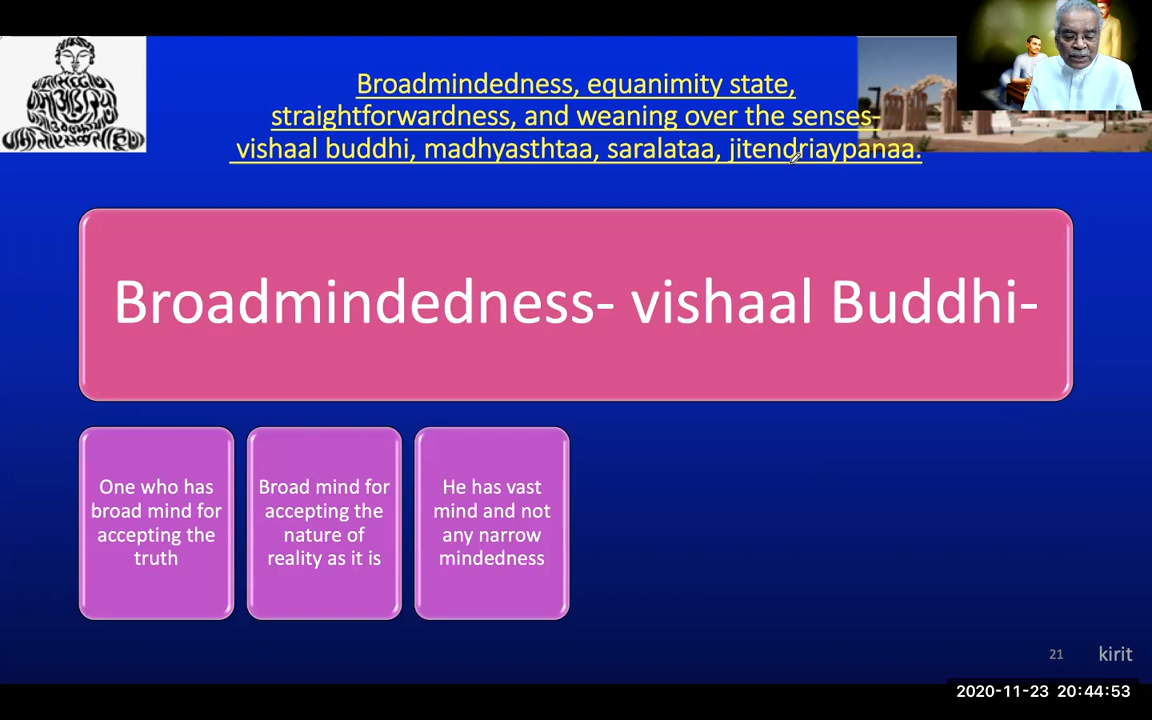 Broadmindedness, equanimity state,
straightforwardness, and weaning over the senses-
vishaal buddhi, madhyasthtaa, saralataa, jitendriaypanaa.
Broadmindedness- vishaal Buddhi-
One who has
broad mind for
accepting the
truth
Broad mind for
accepting the
nature of
reality as it is
He has vast
mind and not
any narrow
mindedness
21
kirit
2020-11-23 20:44:53